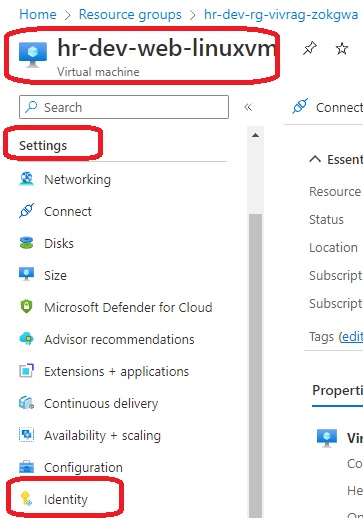 Home > Resource groups > hr-dev-rg-vivrag-zokgwa
hr-dev-web-linuxvm
Virtual machine
Search
«
Connect
Settings
Networking
Connect
Disks
Size
Microsoft Defender for Cloud
Advisor recommendations
Extensions + applications
Continuous delivery
Availability + scaling
Configuration
Identity
Essent
Resource
Status
Location
Subscript
Subscript
Tags (edit
Properti
Vir
Co
He
Op